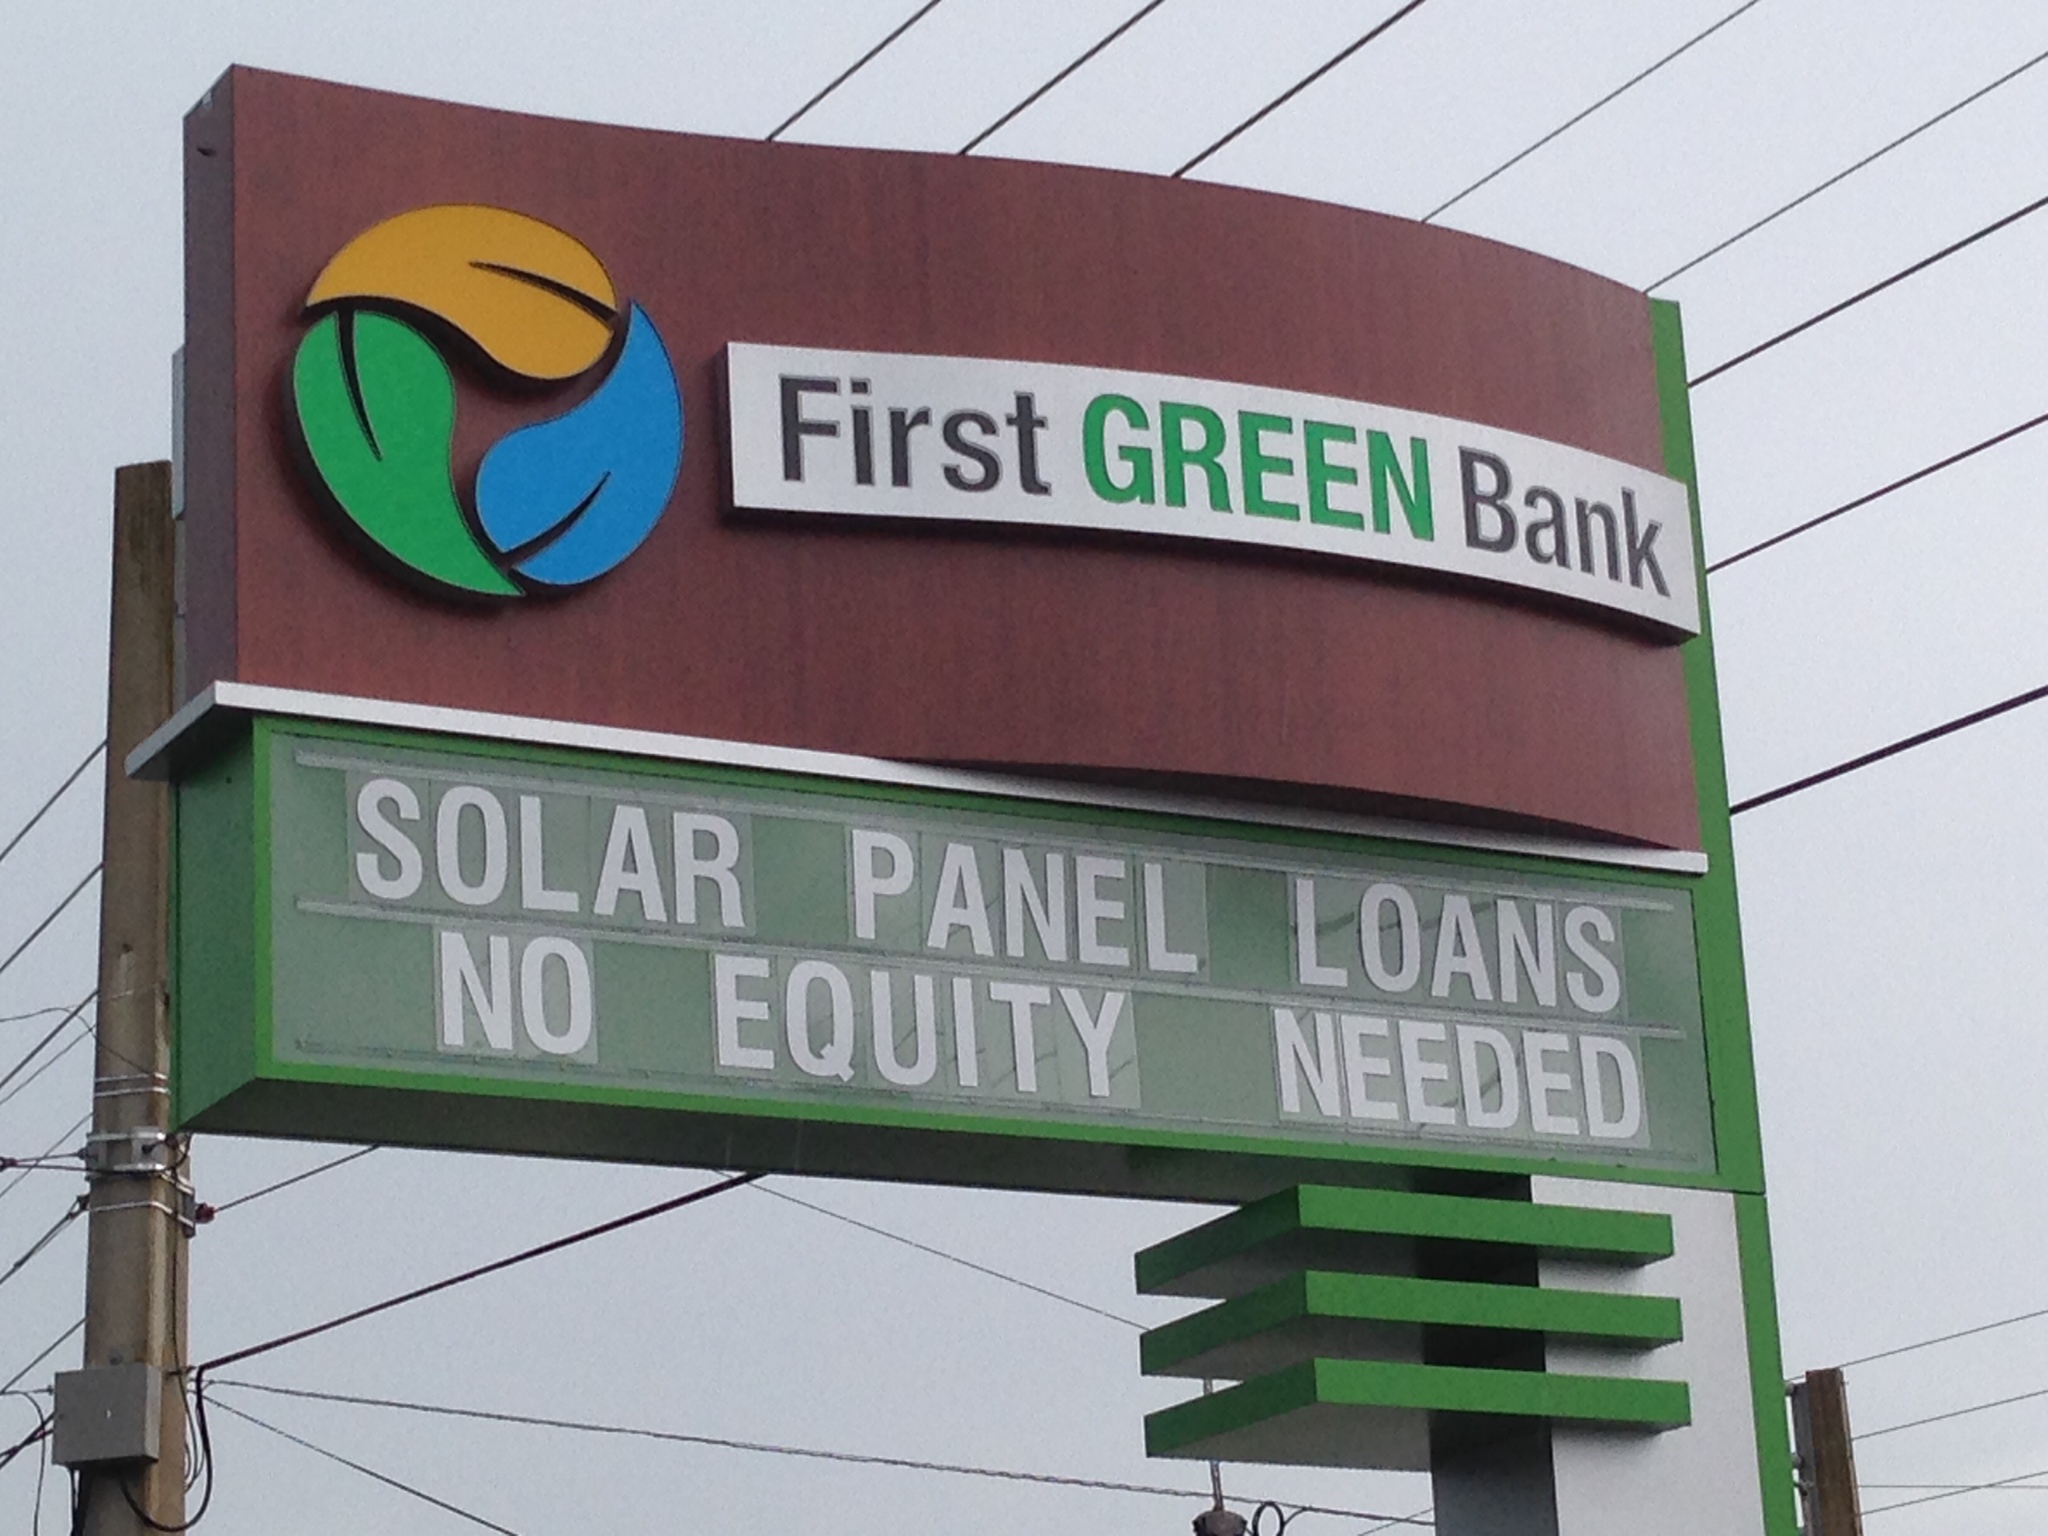 First GREEN Bank
SOLAR PANEL LOANS
NO EQUITY NEEDED